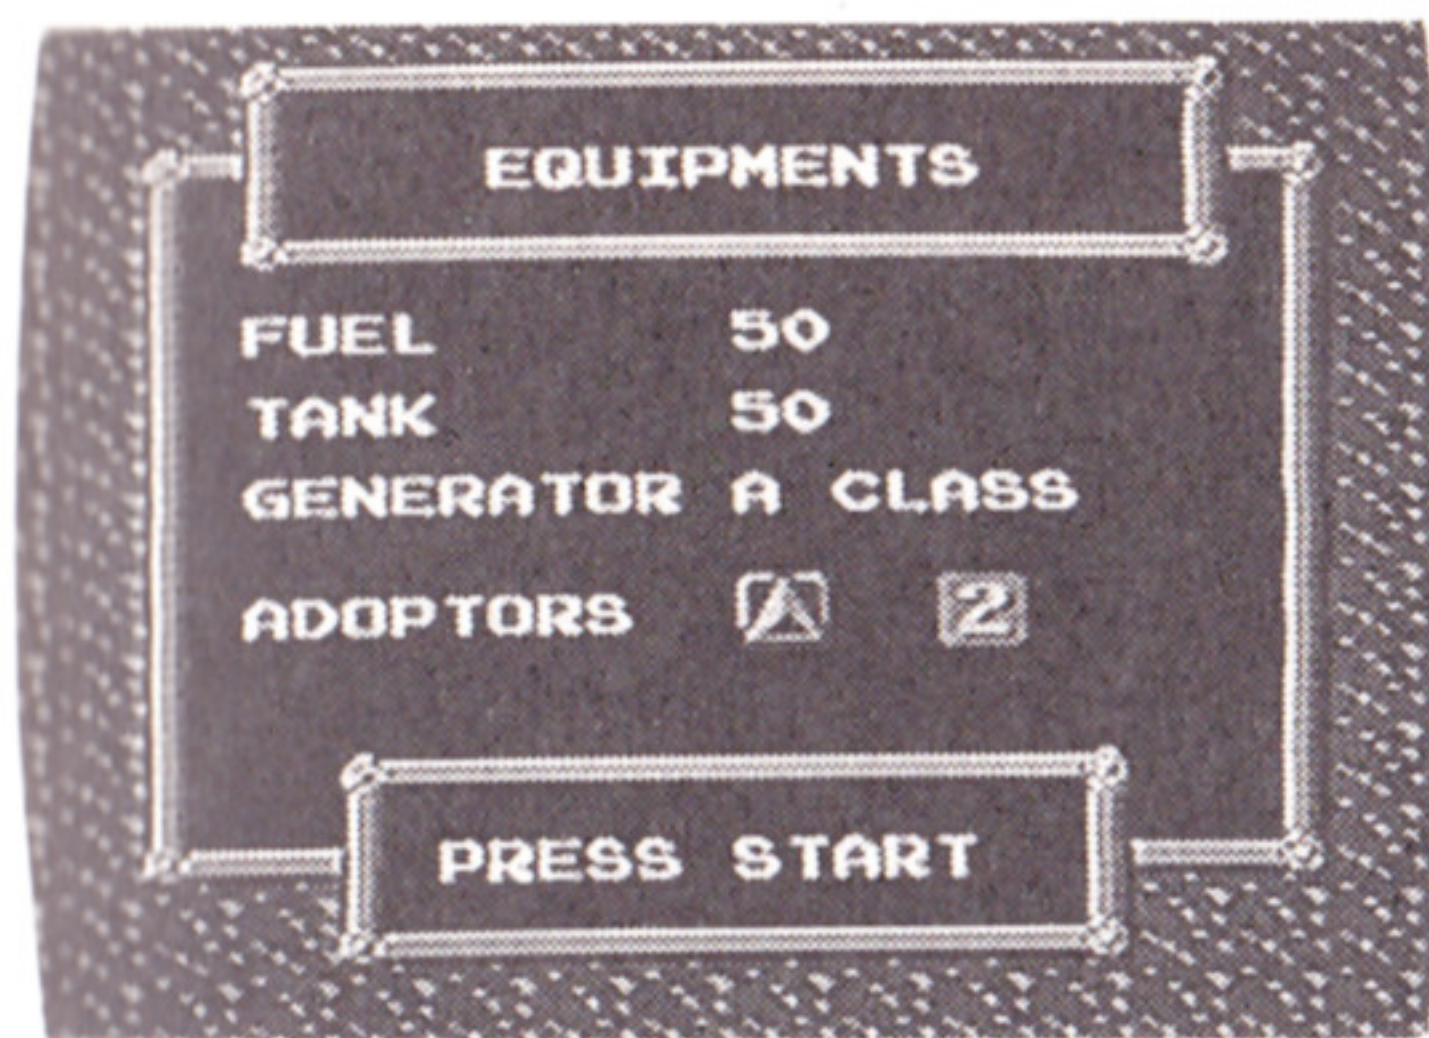 EQUIPMENTS
FUEL 50
TANK 50
GENERATOR A CLASS
ADOPTORS A 2
PRESS START